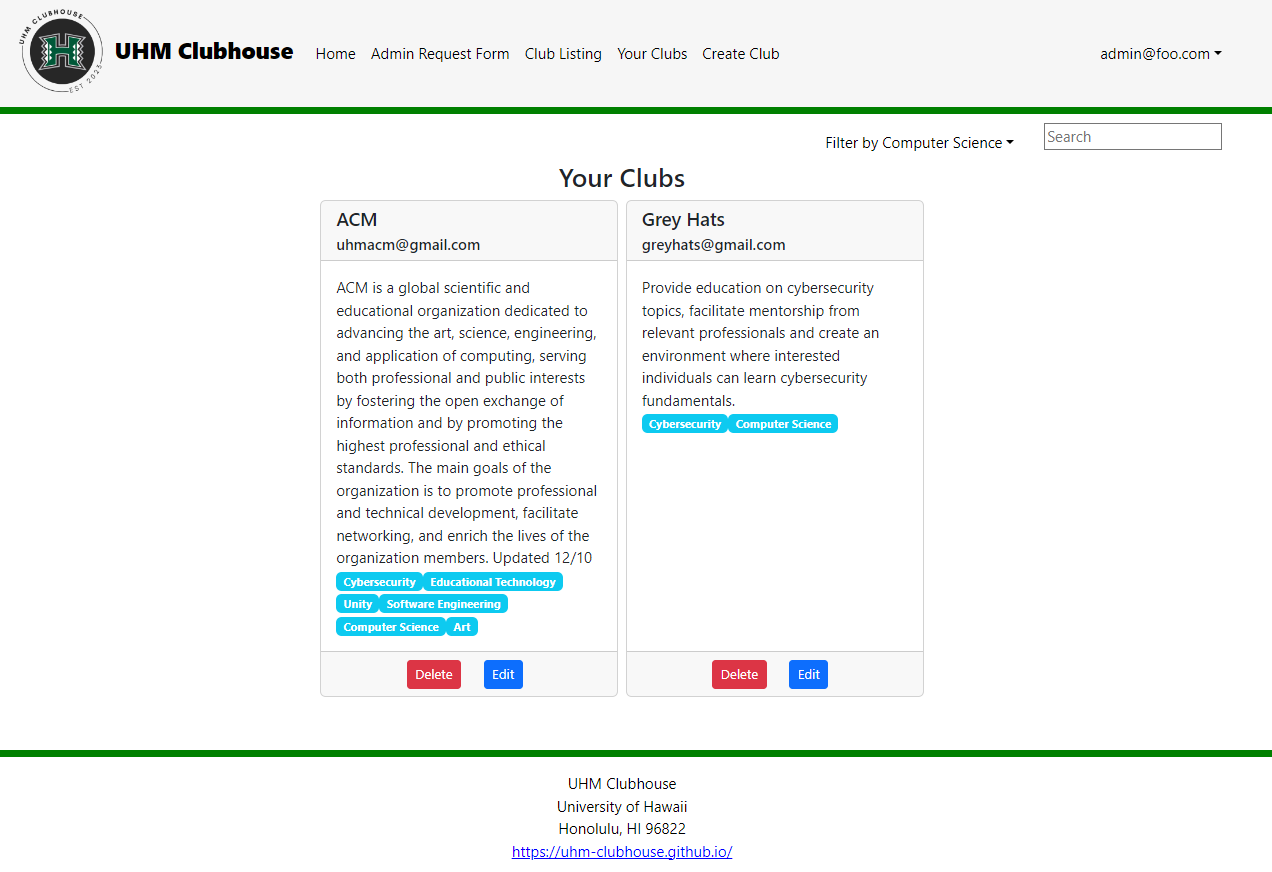 UHM CLUBHOUSE
EST 2023
H
UHM Clubhouse
Home Admin Request Form Club Listing Your Clubs Create Club
admin@foo.com
Filter by Computer Science
Search
Your Clubs
ACM
uhmacm@gmail.com
ACM is a global scientific and
educational organization dedicated to
advancing the art, science, engineering,
and application of computing, serving
both professional and public interests
by fostering the open exchange of
information and by promoting the
highest professional and ethical
standards. The main goals of the
organization is to promote professional
and technical development, facilitate
networking, and enrich the lives of the
organization members. Updated 12/10
Cybersecurity Educational Technology
Unity Software Engineering
Computer Science Art
Delete Edit
Grey Hats
greyhats@gmail.com
Provide education on cybersecurity
topics, facilitate mentorship from
relevant professionals and create an
environment where interested
individuals can learn cybersecurity
fundamentals.
Cybersecurity Computer Science
Delete Edit
UHM Clubhouse
University of Hawaii
Honolulu, HI 96822
https://uhm-clubhouse.github.io/